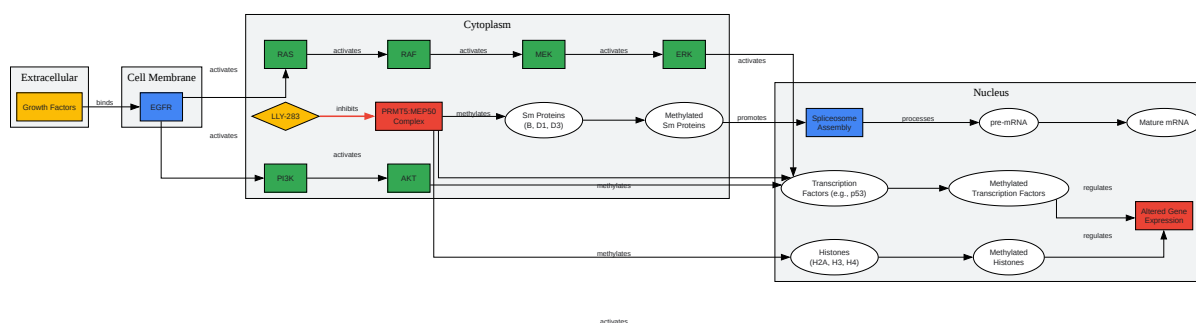 Cytoplasm
Extracellular
Growth Factors
binds
Cell Membrane
EGFR
activates
activates
RAS
activates
RAF
activates
MEK
activates
ERK
activates
LLY-283
inhibits
PRMT5:MEP50
Complex
methylates
Sm Proteins
(B, D1, D3)
Methylated
Sm Proteins
promotes
PI3K
activates
AKT
methylates
methylates
Nucleus
Spliceosome
Assembly
processes
pre-mRNA
Mature mRNA
Transcription
Factors (e.g., p53)
Methylated
Transcription Factors
regulates
Altered Gene
Expression
regulates
Histones
(H2A, H3, H4)
Methylated
Histones
activates